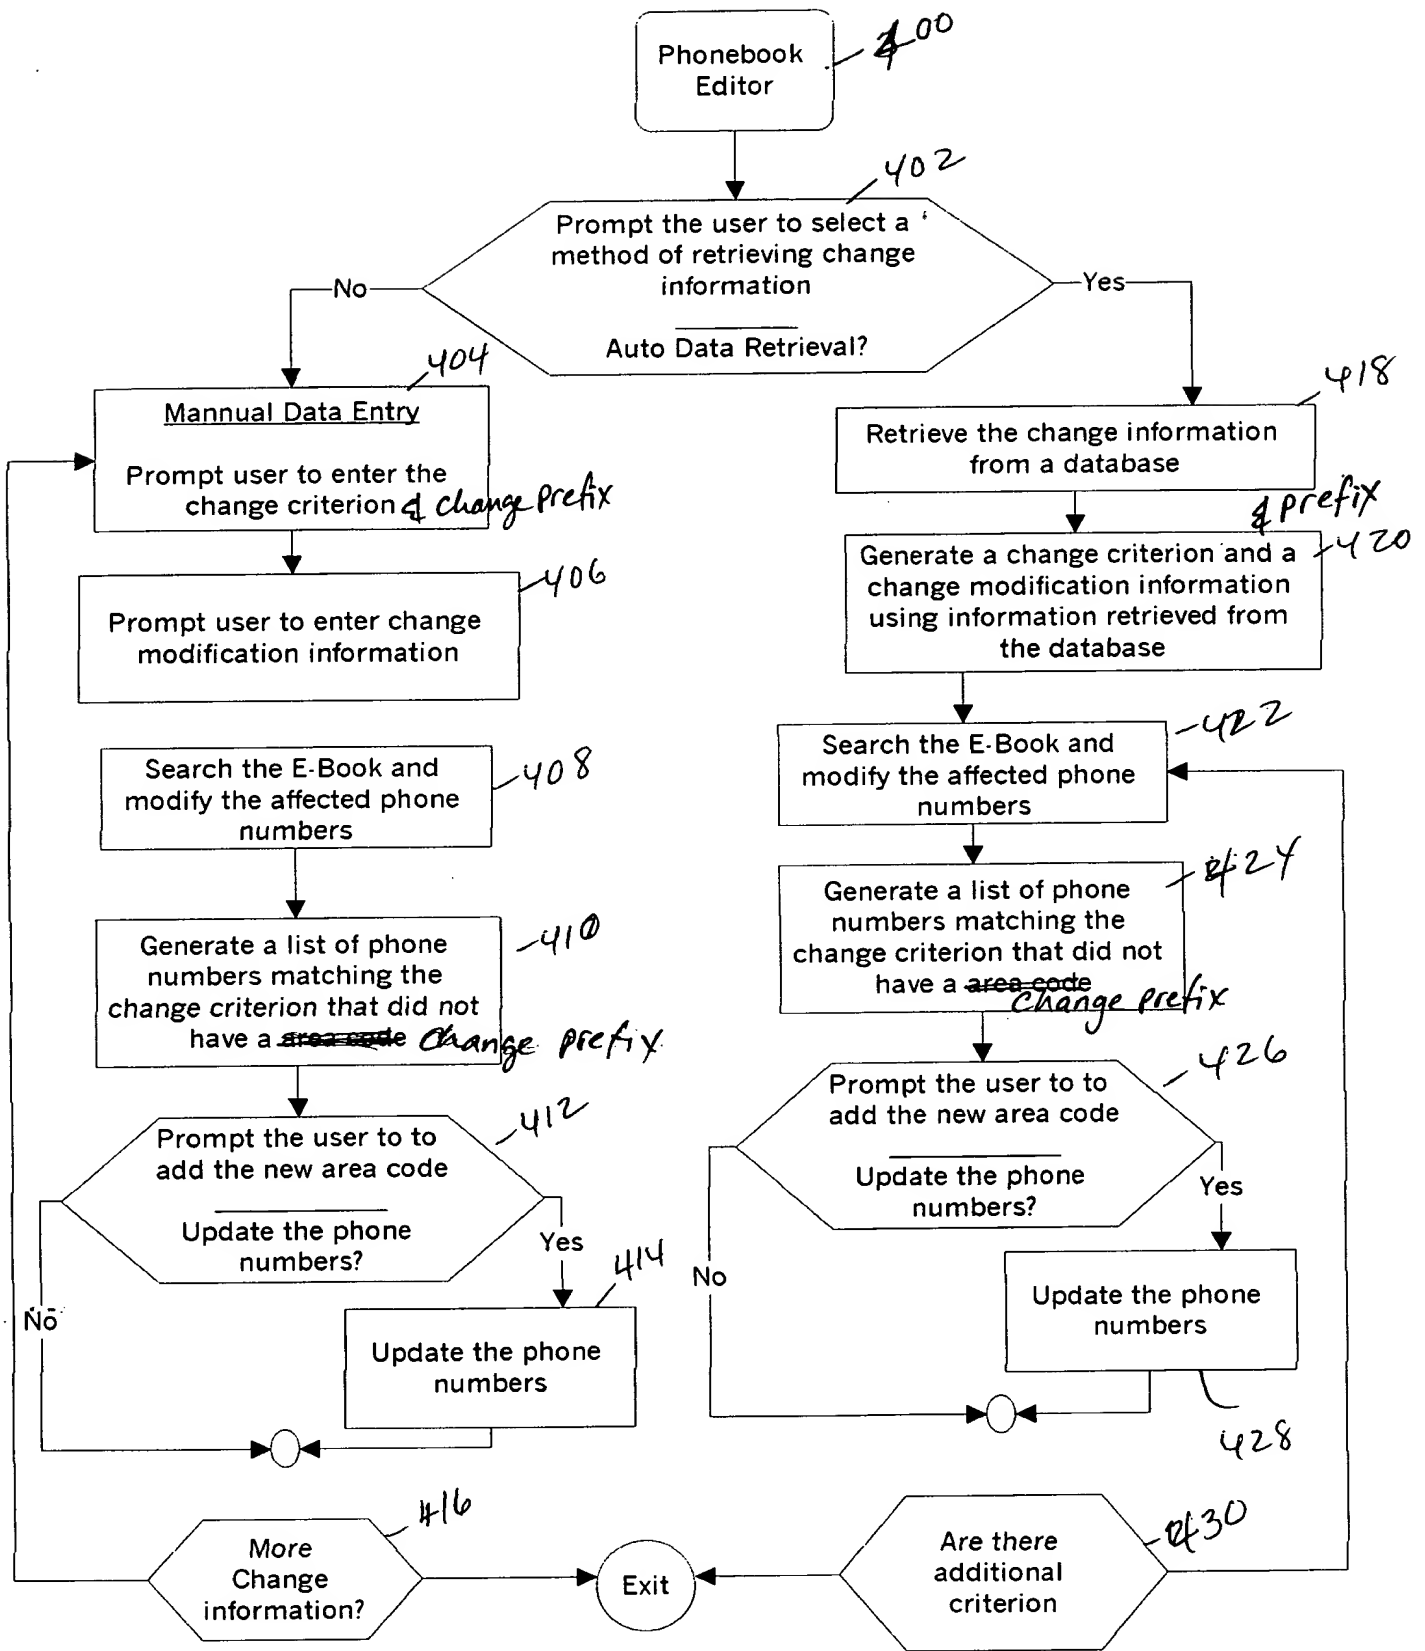 Phonebook
Editor
400
402
Prompt the user to select a
method of retrieving change
information
Auto Data Retrieval?
No
Yes
404
Mannual Data Entry
Prompt user to enter the
change criterion & change prefix
406
Prompt user to enter change
modification information
408
Search the E-Book and
modify the affected phone
numbers
410
Generate a list of phone
numbers matching the
change criterion that did not
have a area code change prefix
412
Prompt the user to to
add the new area code
Update the phone
numbers?
No
Yes
414
Update the phone
numbers
416
More
Change
information?
Exit
418
Retrieve the change information
from a database
& prefix
420
Generate a change criterion and a
change modification information
using information retrieved from
the database
422
Search the E-Book and
modify the affected phone
numbers
424
Generate a list of phone
numbers matching the
change criterion that did not
have a area code
change prefix
426
Prompt the user to to
add the new area code
Update the phone
numbers?
Yes
No
Update the phone
numbers
428
430
Are there
additional
criterion